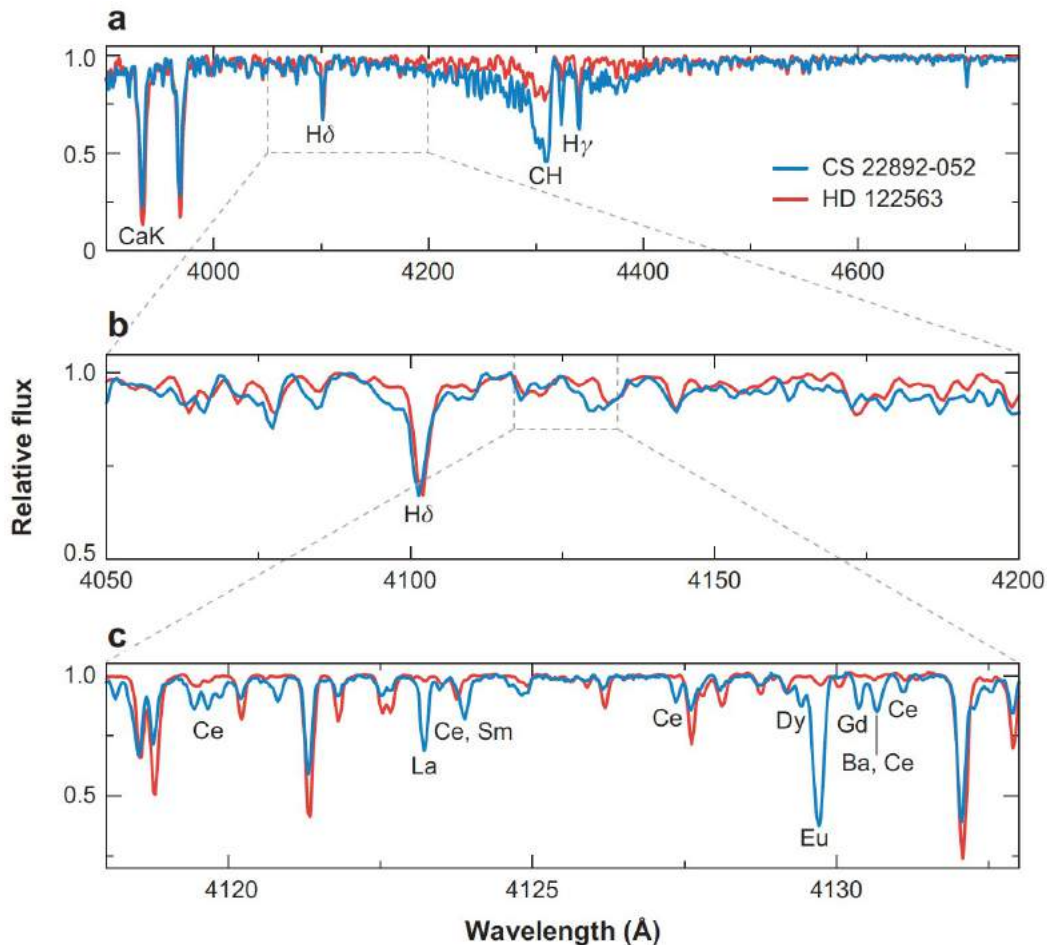 a
1.0
0.5
0
CaK
Hδ
CH
Hγ
CS 22892-052
HD 122563
4000
4200
4400
4600
b
1.0
0.5
Hδ
4050
4100
4150
4200
Relative flux
c
1.0
0.5
Ce
La
Ce, Sm
Ce
Dy
Eu
Gd
Ba, Ce
Ce
4120
4125
4130
Wavelength (Å)